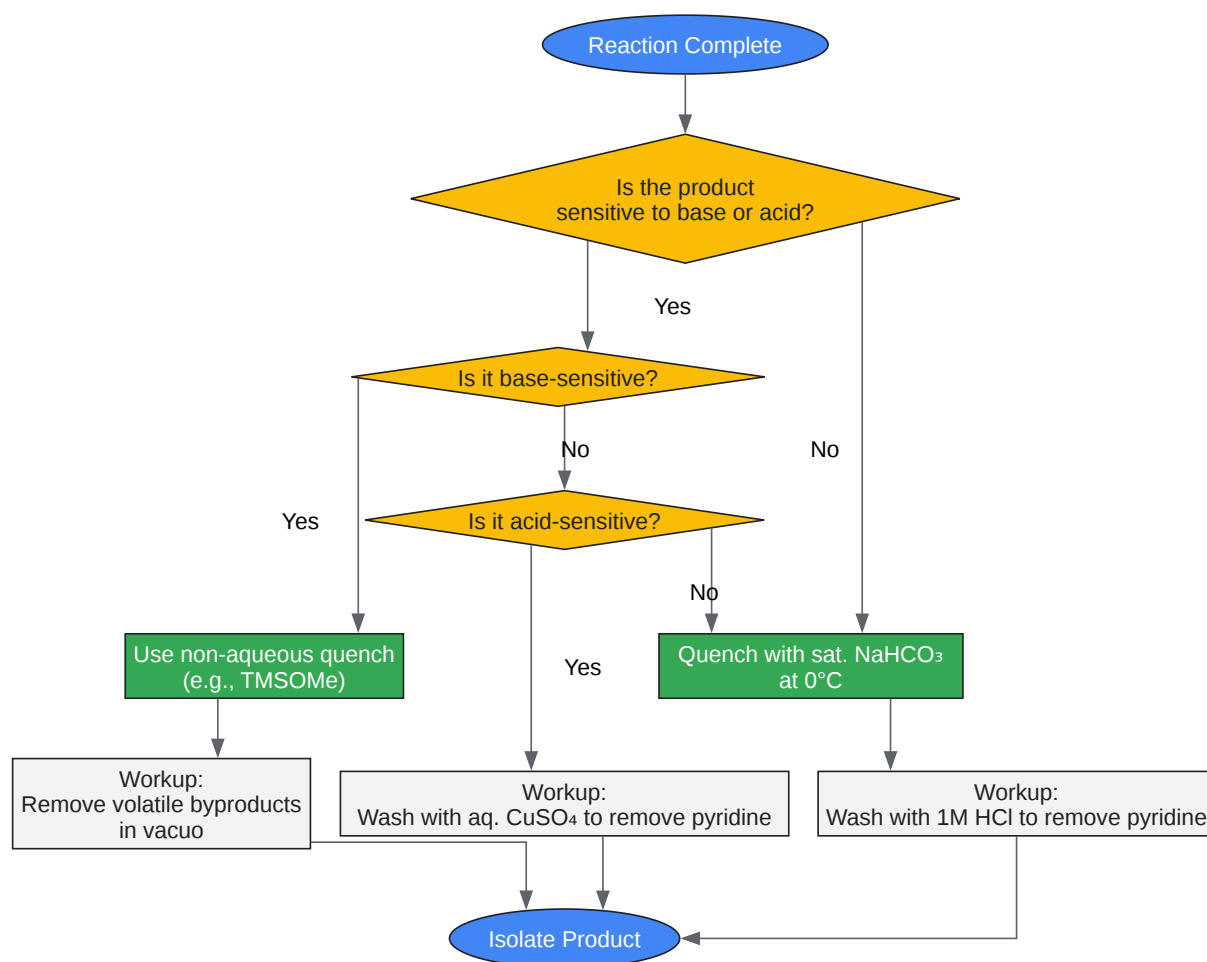 Reaction Complete
Is the product
sensitive to base or acid?
Yes
Is it base-sensitive?
No
No
Yes
Is it acid-sensitive?
No
Yes
Use non-aqueous quench
(e.g., TMSOMe)
Quench with sat. NaHCO₃
at 0°C
Workup:
Remove volatile byproducts
in vacuo
Workup:
Wash with aq. CuSO₄ to remove pyridine
Workup:
Wash with 1M HCl to remove pyridine
Isolate Product